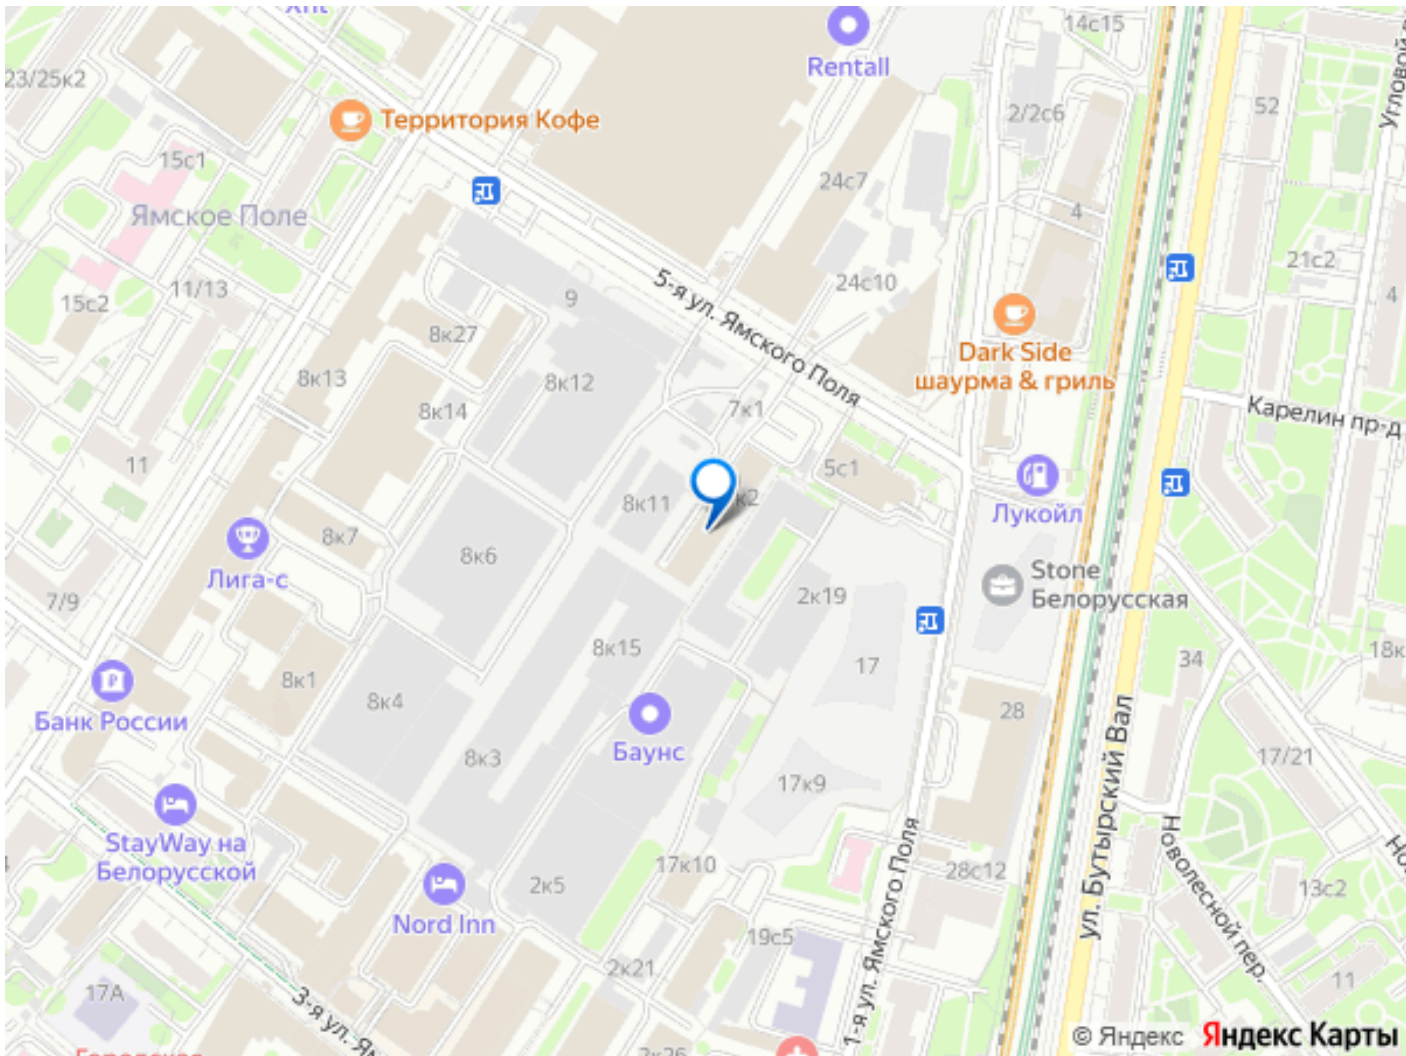 Rentall
14с15
23/25к2
Территория Кофе
2/2с6
52
Угловой
15с1
Ямское Поле
24с7
4
21с2
15с2
11/13
9
24с10
4
5-я ул. Ямского Поля
8к27
Dark Side
шаурма & гриль
8к13
8к12
8к14
7к1
Карелин пр-д
11
5с1
8к11
к2
Лукойл
8к7
8к6
Лига-с
Stone
Белорусская
7/9
2к19
8к15
17
34
18к
8к1
8к4
Банк России
28
Баунс
8к3
17/21
ул. Бутырский Вал
17к9
StayWay на
Белорусской
1-я ул. Ямского Поля
Новолесной пер.
17к10
28с12
2к5
13с2
Nord Inn
19с5
2к21
11
17А
3-я ул. Ям
Городская
2к26
© Яндекс Яндекс Карты